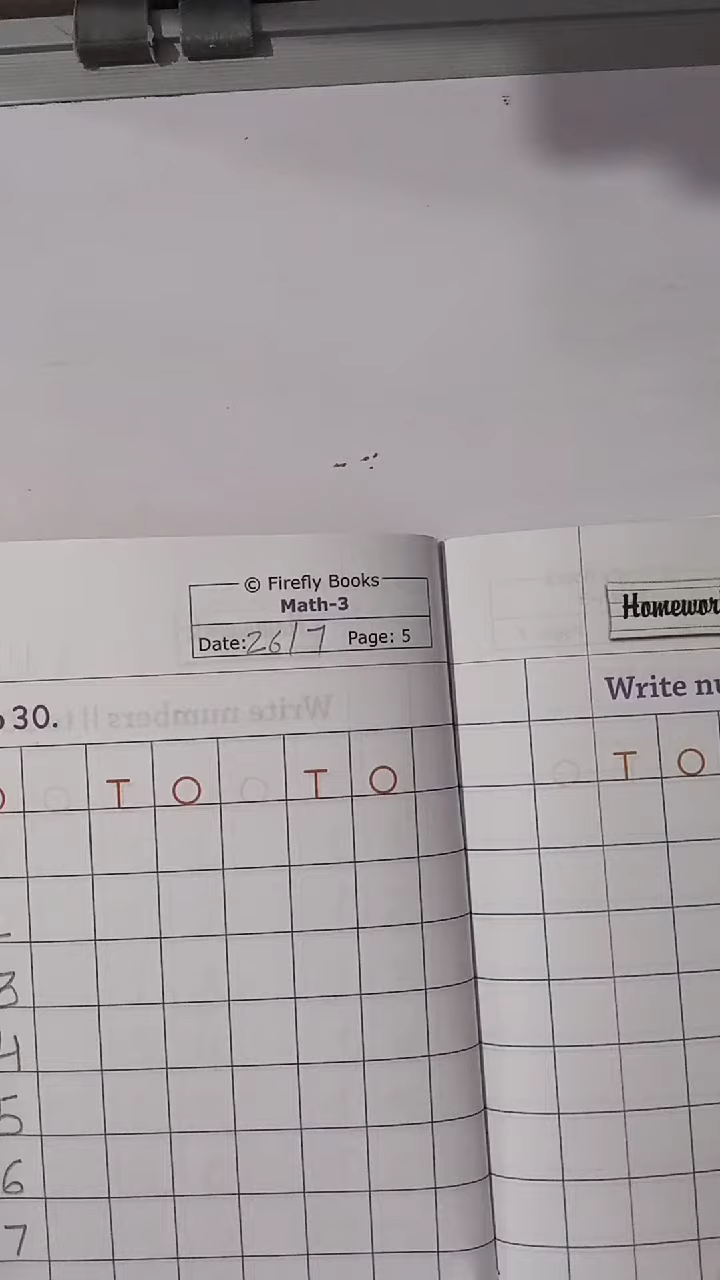 © Firefly Books
Math-3
Date: 26/7 Page: 5
30.
T O T O
3
4
5
6
7
Homewor
Write nu
T O